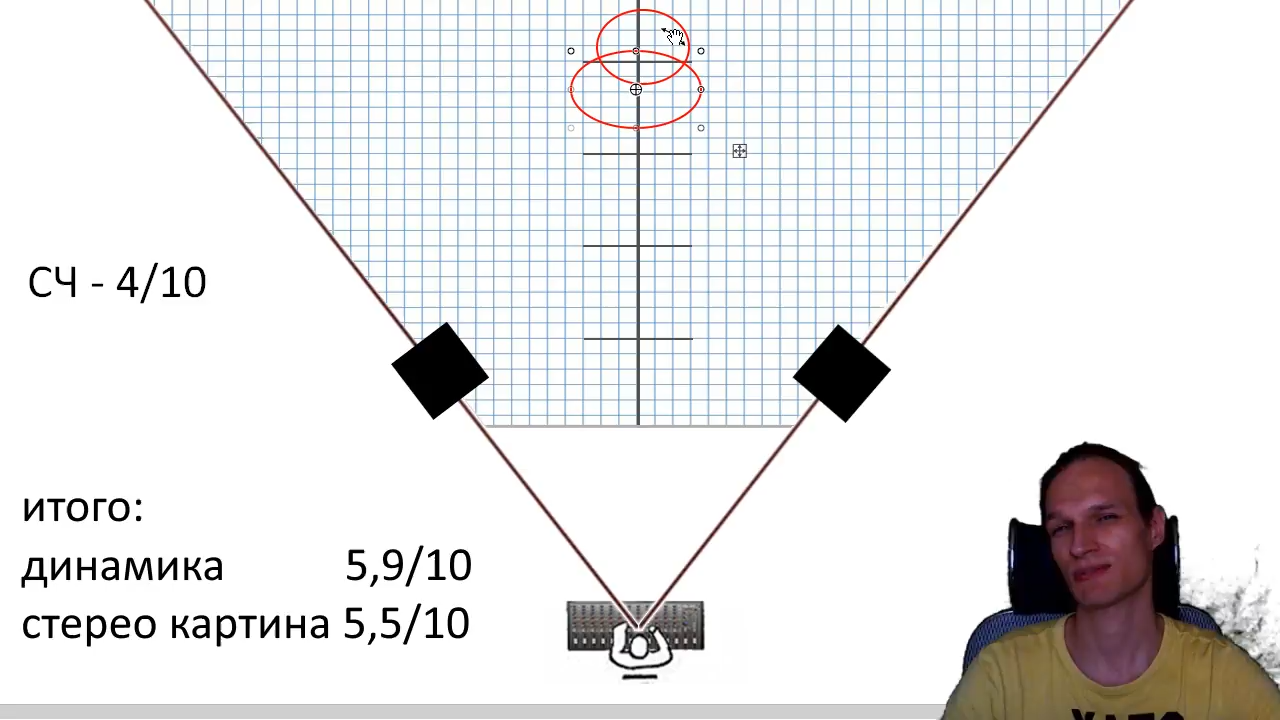 СЧ - 4/10
итого:
динамика 5,9/10
стерео картина 5,5/10